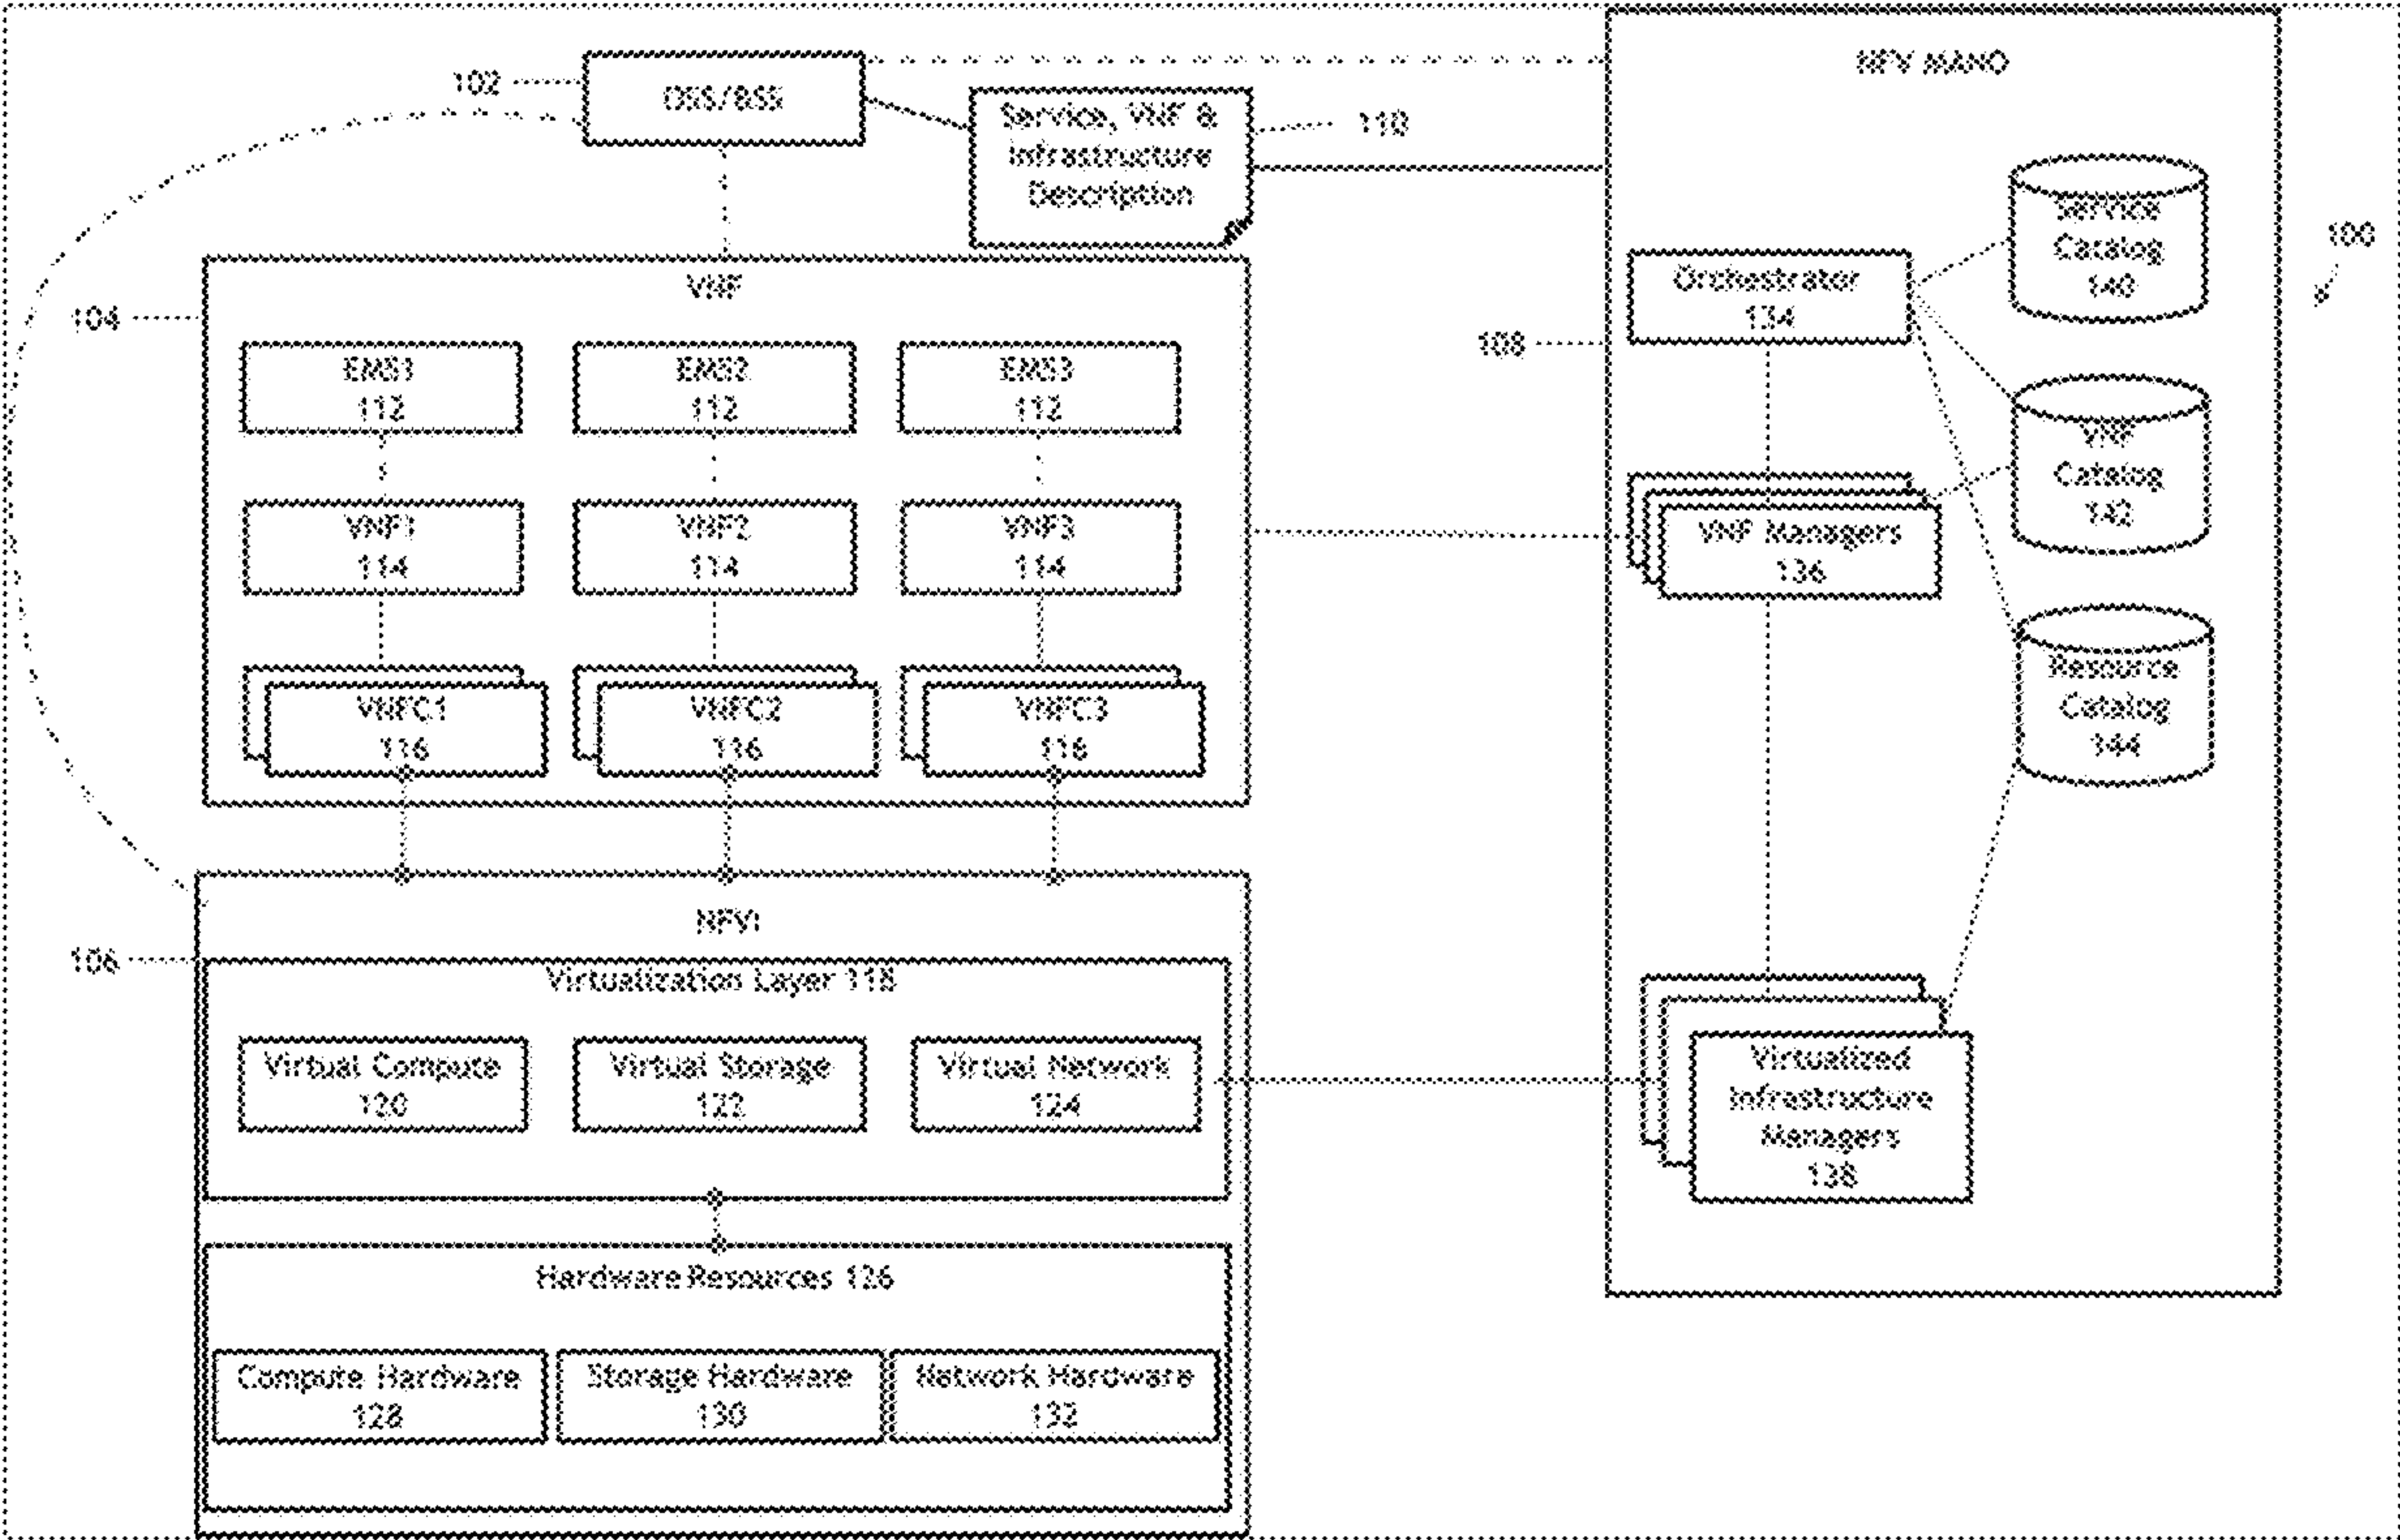 NFV MANO
102
OSS/BSS
Service, VNF &
Infrastructure
Description
110
100
Service
Catalog
140
Orchestrator
134
108
VNF
104
EMS1
112
EMS2
112
EMS3
112
VNF1
114
VNF2
114
VNF3
114
VNFC1
116
VNFC2
116
VNFC3
116
VNF
Catalog
142
VNF Managers
136
Resource
Catalog
144
NFVI
106
Virtualization Layer 118
Virtual Compute
120
Virtual Storage
122
Virtual Network
124
Virtualized
Infrastructure
Managers
138
Hardware Resources 126
Compute Hardware
128
Storage Hardware
130
Network Hardware
132